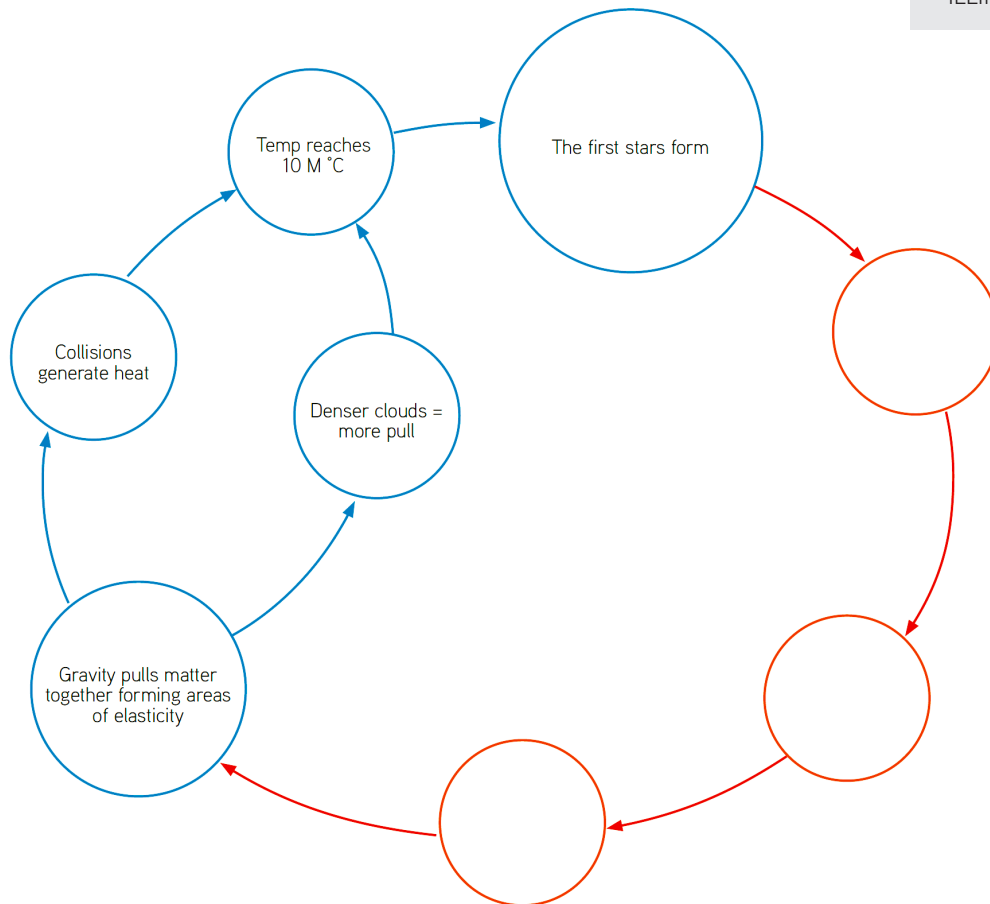 Temp reaches
10 M °C
The first stars form
Collisions
generate heat
Denser clouds =
more pull
Gravity pulls matter
together forming areas
of elasticity